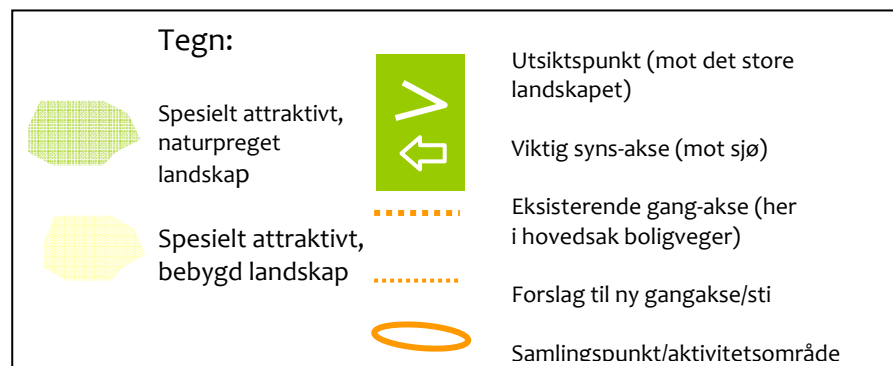 Tegn:
Spesielt attraktivt,
naturpreget
landskap
Spesielt attraktivt,
bebygd landskap
Utsiktspunkt (mot det store
landskapet)
Viktig syns-akse (mot sjø)
Eksisterende gang-akse (her
i hovedsak boligveger)
Forslag til ny gangakse/sti
Samlingspunkt/aktivitetsområde